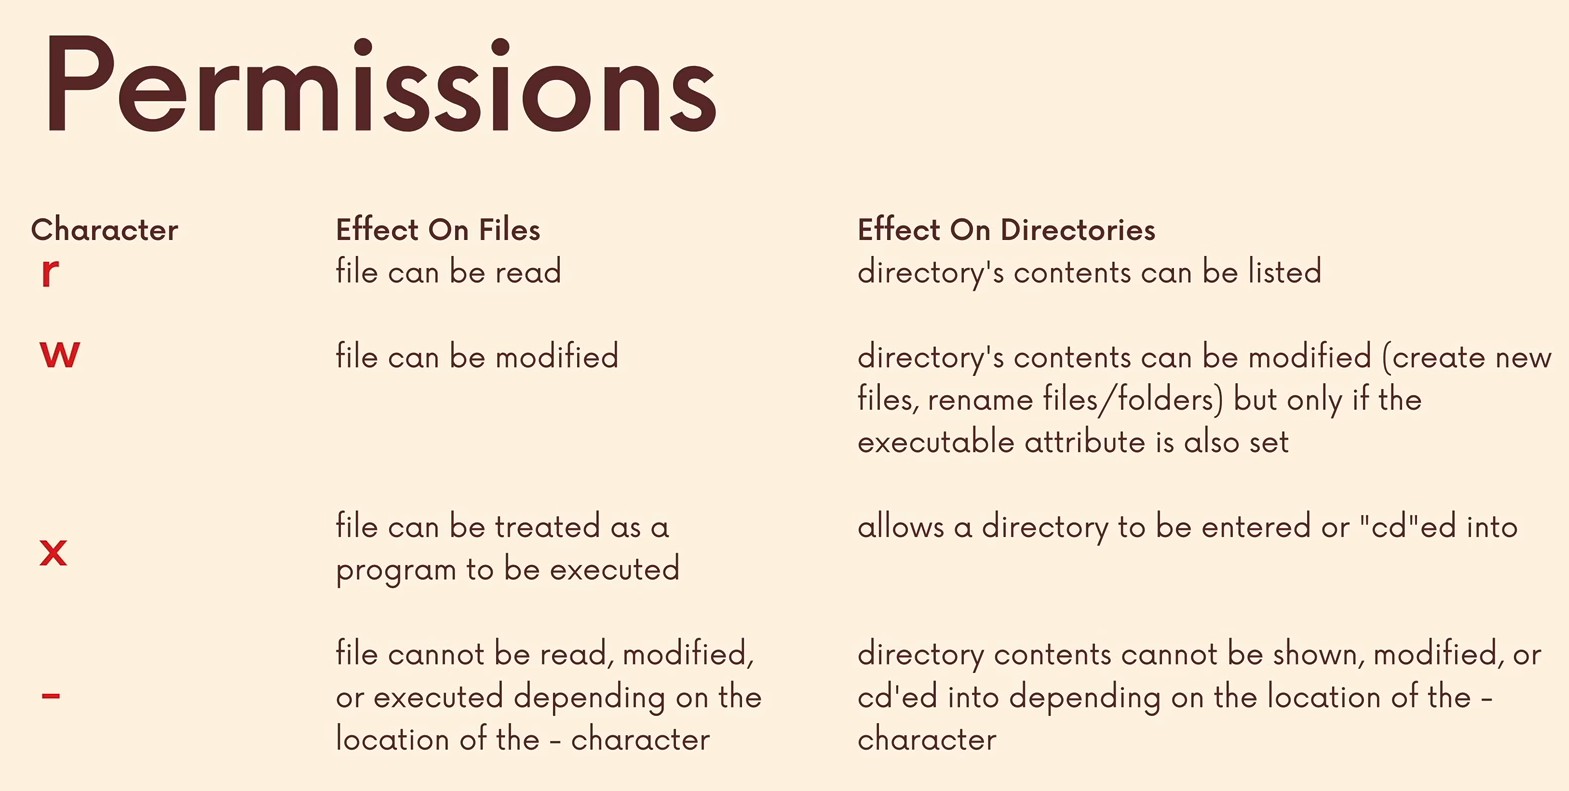 Permissions
Character Effect On Files Effect On Directories
r file can be read directory's contents can be listed
w file can be modified directory's contents can be modified (create new
files, rename files/folders) but only if the
executable attribute is also set
file can be treated as a allows a directory to be entered or "cd"ed into
x program to be executed
file cannot be read, modified, directory contents cannot be shown, modified, or
- or executed depending on the cd'ed into depending on the location of the -
location of the - character character